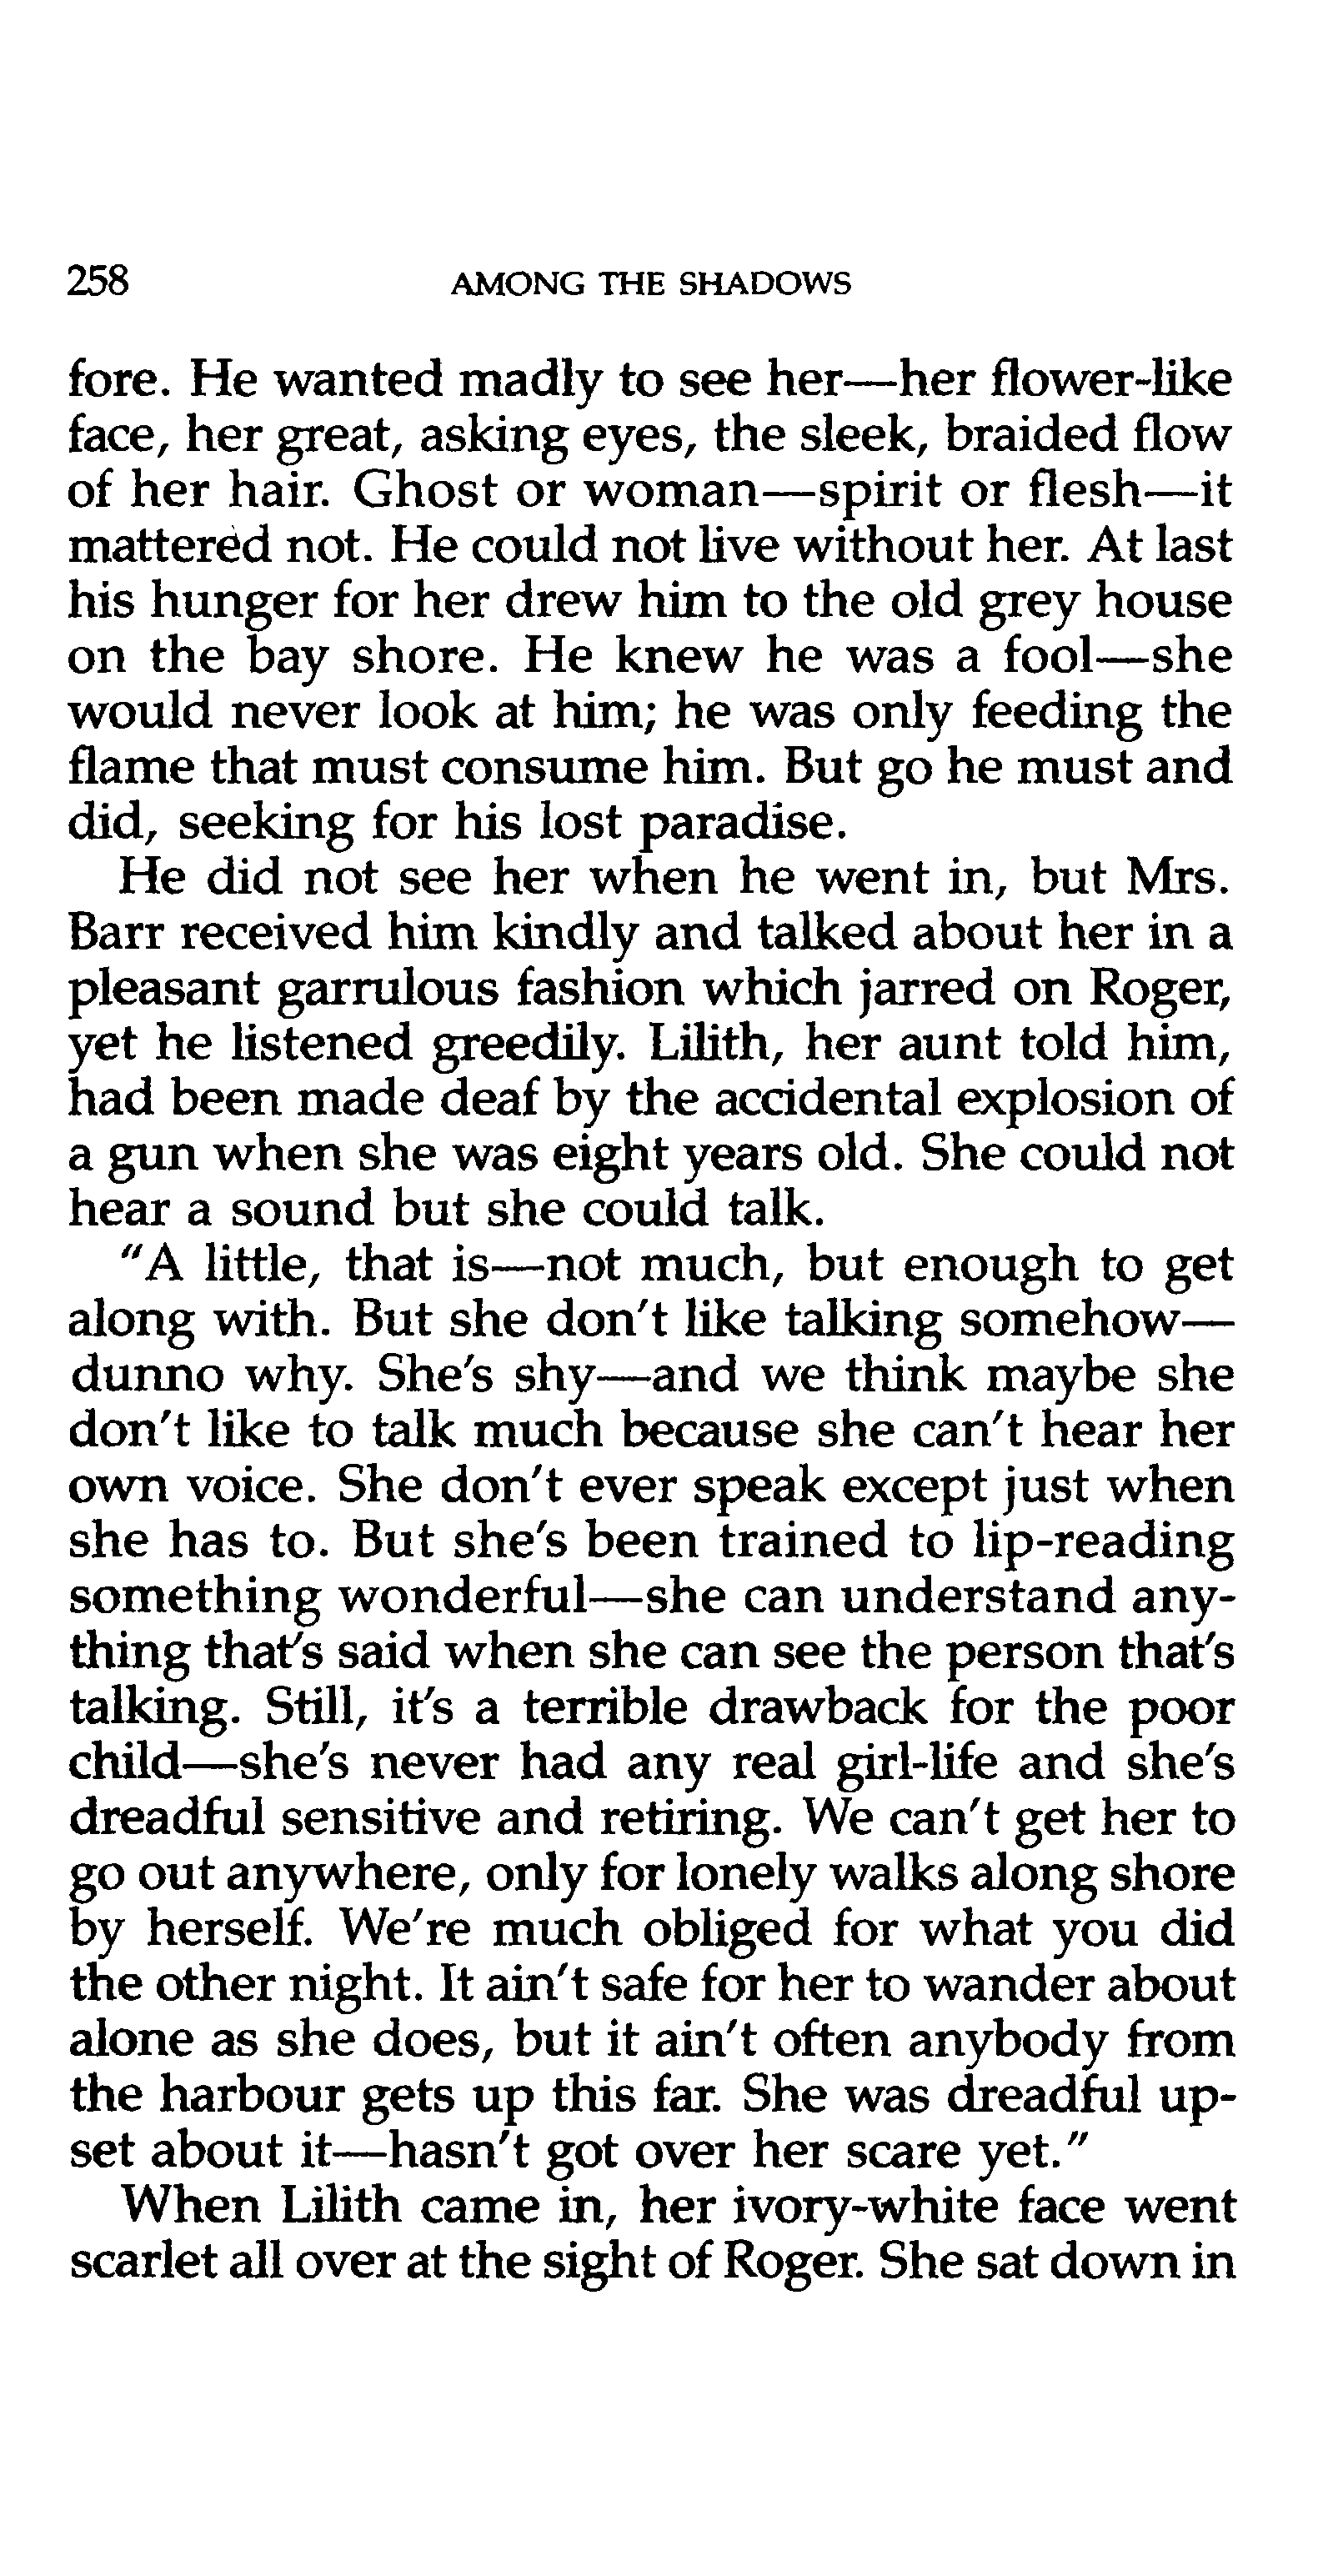 258 AMONG THE SHADOWS
fore. He wanted madly to see her—her flower-like
face, her great, asking eyes, the sleek, braided flow
of her hair. Ghost or woman—spirit or flesh—it
mattered not. He could not live without her. At last
his hunger for her drew him to the old grey house
on the bay shore. He knew he was a fool—she
would never look at him; he was only feeding the
flame that must consume him. But go he must and
did, seeking for his lost paradise.
He did not see her when he went in, but Mrs.
Barr received him kindly and talked about her in a
pleasant garrulous fashion which jarred on Roger,
yet he listened greedily. Lilith, her aunt told him,
had been made deaf by the accidental explosion of
a gun when she was eight years old. She could not
hear a sound but she could talk.
"A little, that is—not much, but enough to get
along with. But she don't like talking somehow—
dunno why. She's shy—and we think maybe she
don't like to talk much because she can't hear her
own voice. She don't ever speak except just when
she has to. But she's been trained to lip-reading
something wonderful—she can understand any-
thing that's said when she can see the person that's
talking. Still, it's a terrible drawback for the poor
child—she's never had any real girl-life and she's
dreadful sensitive and retiring. We can't get her to
go out anywhere, only for lonely walks along shore
by herself. We're much obliged for what you did
the other night. It ain't safe for her to wander about
alone as she does, but it ain't often anybody from
the harbour gets up this far. She was dreadful up-
set about it—hasn't got over her scare yet."
When Lilith came in, her ivory-white face went
scarlet all over at the sight of Roger. She sat down in